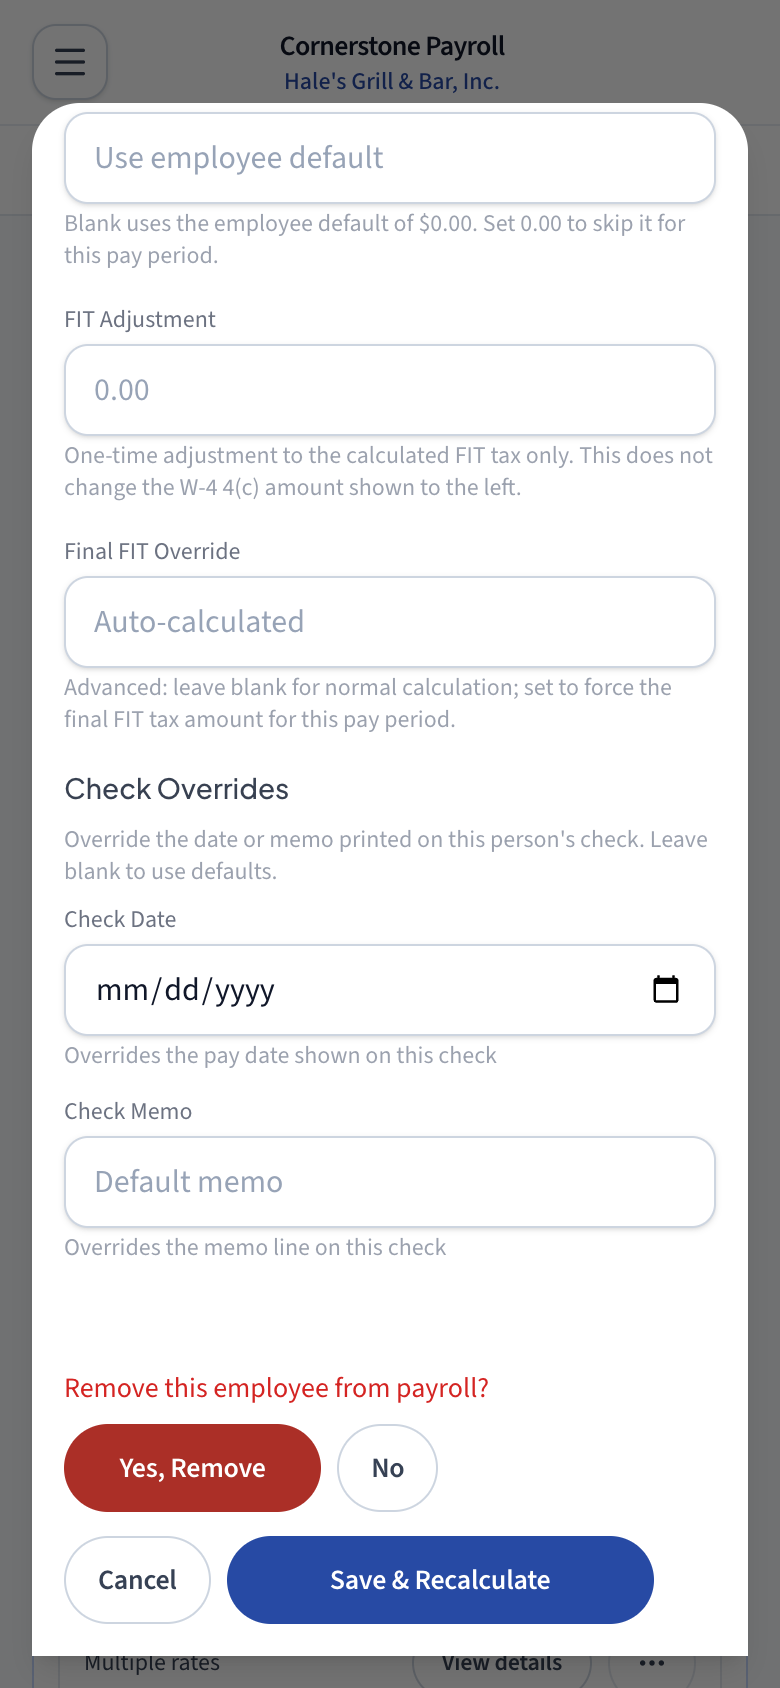 Cornerstone Payroll
Hale's Grill & Bar, Inc.
Use employee default
Blank uses the employee default of $0.00. Set 0.00 to skip it for
this pay period.
FIT Adjustment
0.00
One-time adjustment to the calculated FIT tax only. This does not
change the W-4 4(c) amount shown to the left.
Final FIT Override
Auto-calculated
Advanced: leave blank for normal calculation; set to force the
final FIT tax amount for this pay period.
Check Overrides
Override the date or memo printed on this person's check. Leave
blank to use defaults.
Check Date
mm/dd/yyyy
Overrides the pay date shown on this check
Check Memo
Default memo
Overrides the memo line on this check
Remove this employee from payroll?
Yes, Remove No
Cancel Save & Recalculate
Multiple rates View details